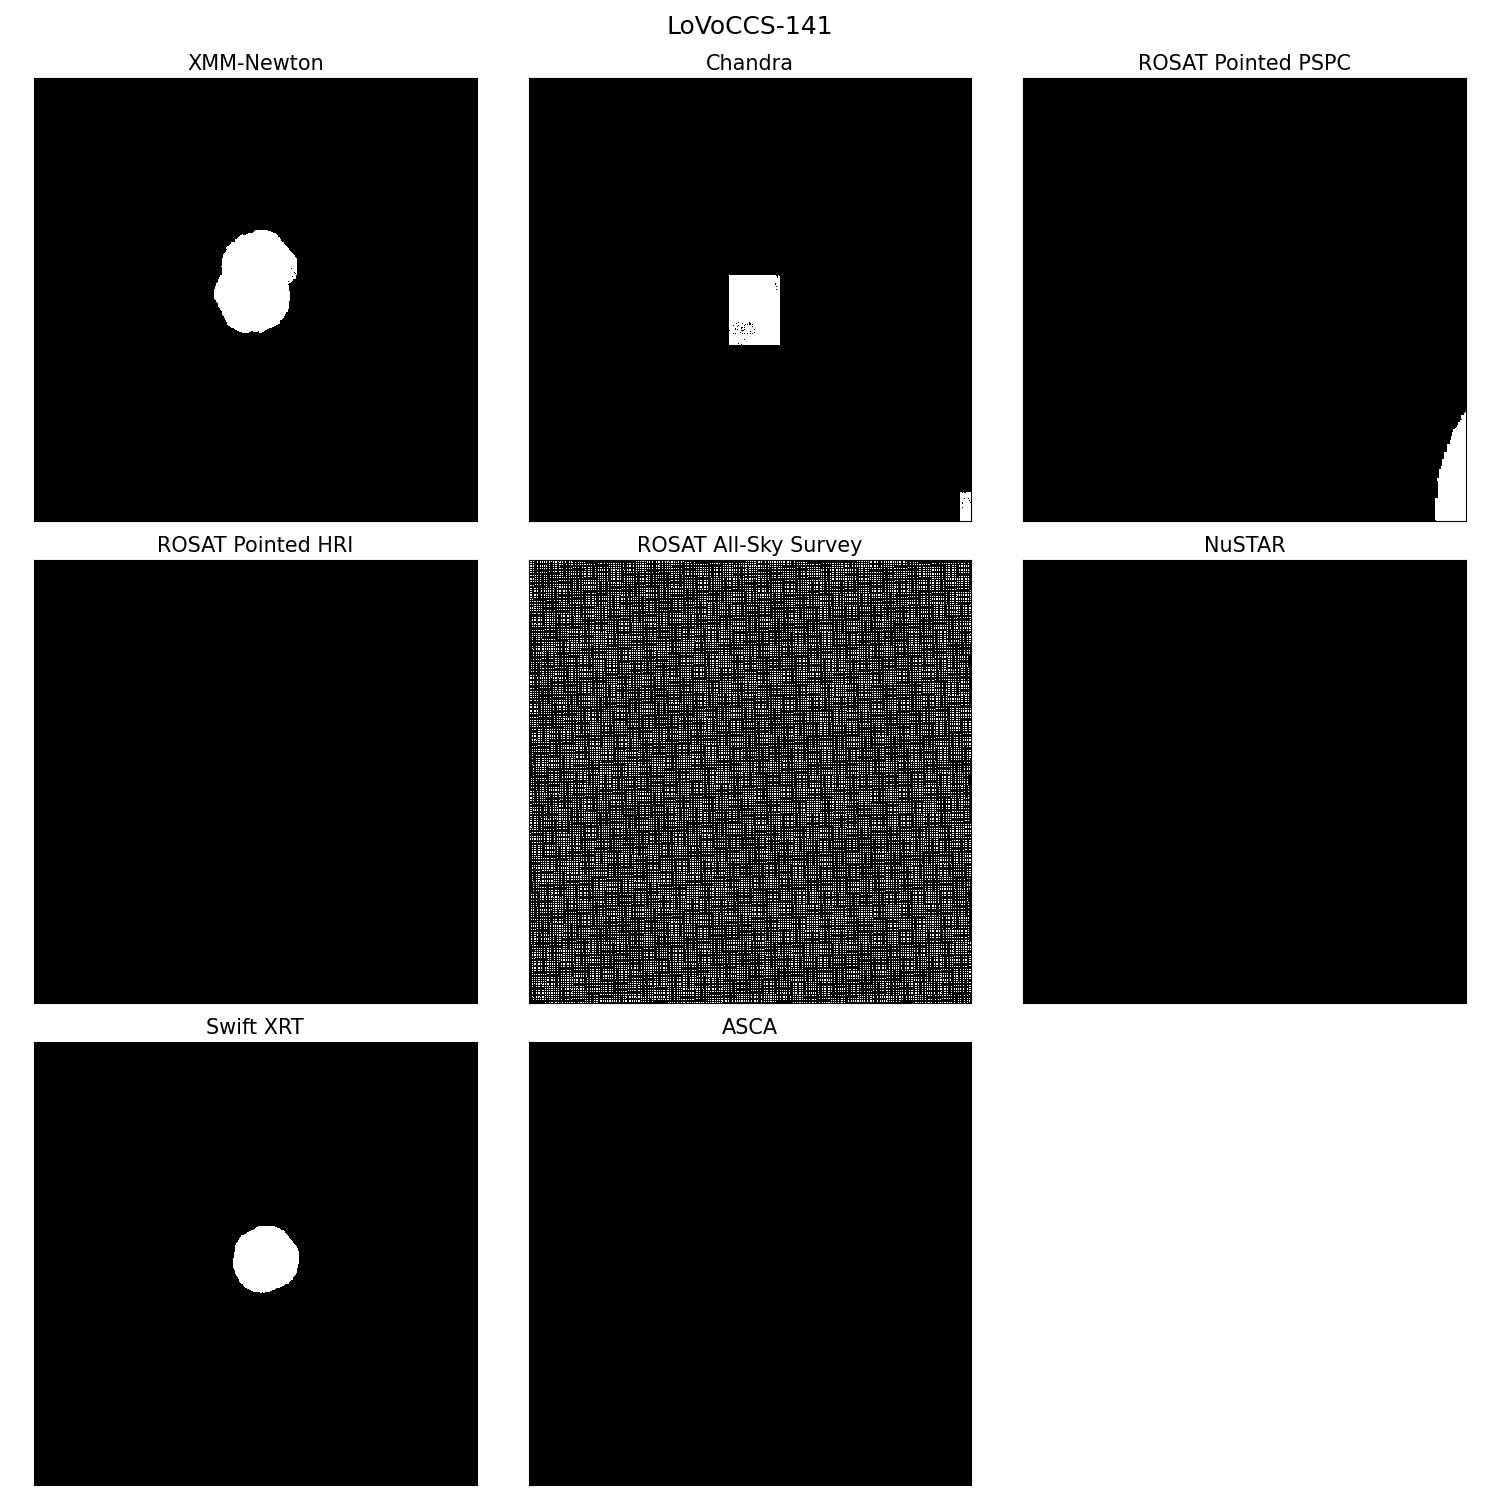 LoVoCCS-141
XMM-Newton
Chandra
ROSAT Pointed PSPC
ROSAT Pointed HRI
ROSAT All-Sky Survey
NuSTAR
Swift XRT
ASCA